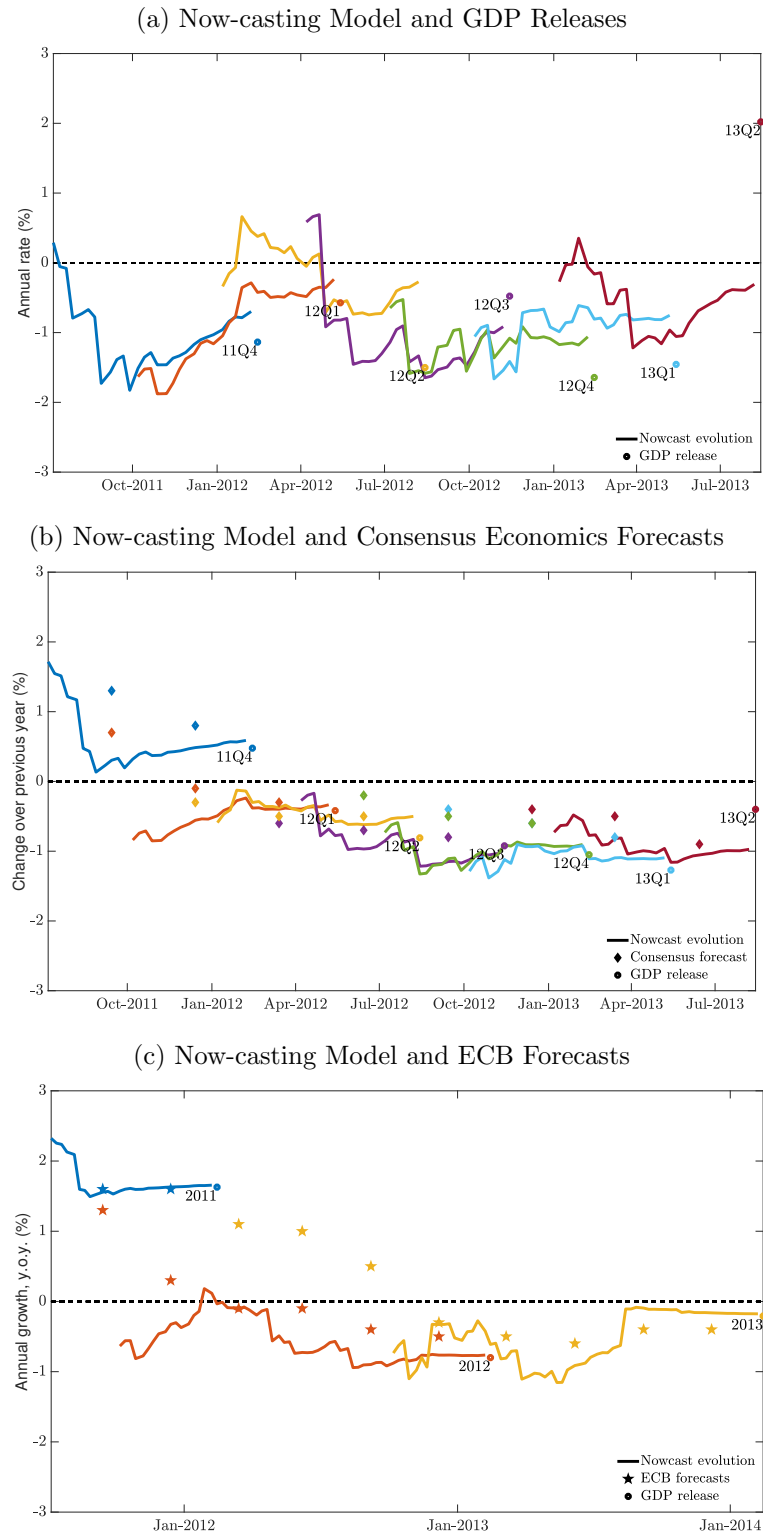 (a) Now-casting Model and GDP Releases
3
2
1
0
-1
-2
-3
Annual rate (%)
13Q2
12Q3
12Q1
11Q4
12Q2
12Q4
13Q1
Nowcast evolution
GDP release
Oct-2011 Jan-2012 Apr-2012 Jul-2012 Oct-2012 Jan-2013 Apr-2013 Jul-2013
(b) Now-casting Model and Consensus Economics Forecasts
3
2
1
0
-1
-2
-3
Change over previous year (%)
11Q4
12Q1
13Q2
12Q2
12Q3
12Q4
13Q1
Nowcast evolution
Consensus forecast
GDP release
Oct-2011 Jan-2012 Apr-2012 Jul-2012 Oct-2012 Jan-2013 Apr-2013 Jul-2013
(c) Now-casting Model and ECB Forecasts
3
2
1
0
-1
-2
-3
Annual growth, y.o.y. (%)
2011
2013
2012
Nowcast evolution
ECB forecasts
GDP release
Jan-2012 Jan-2013 Jan-2014